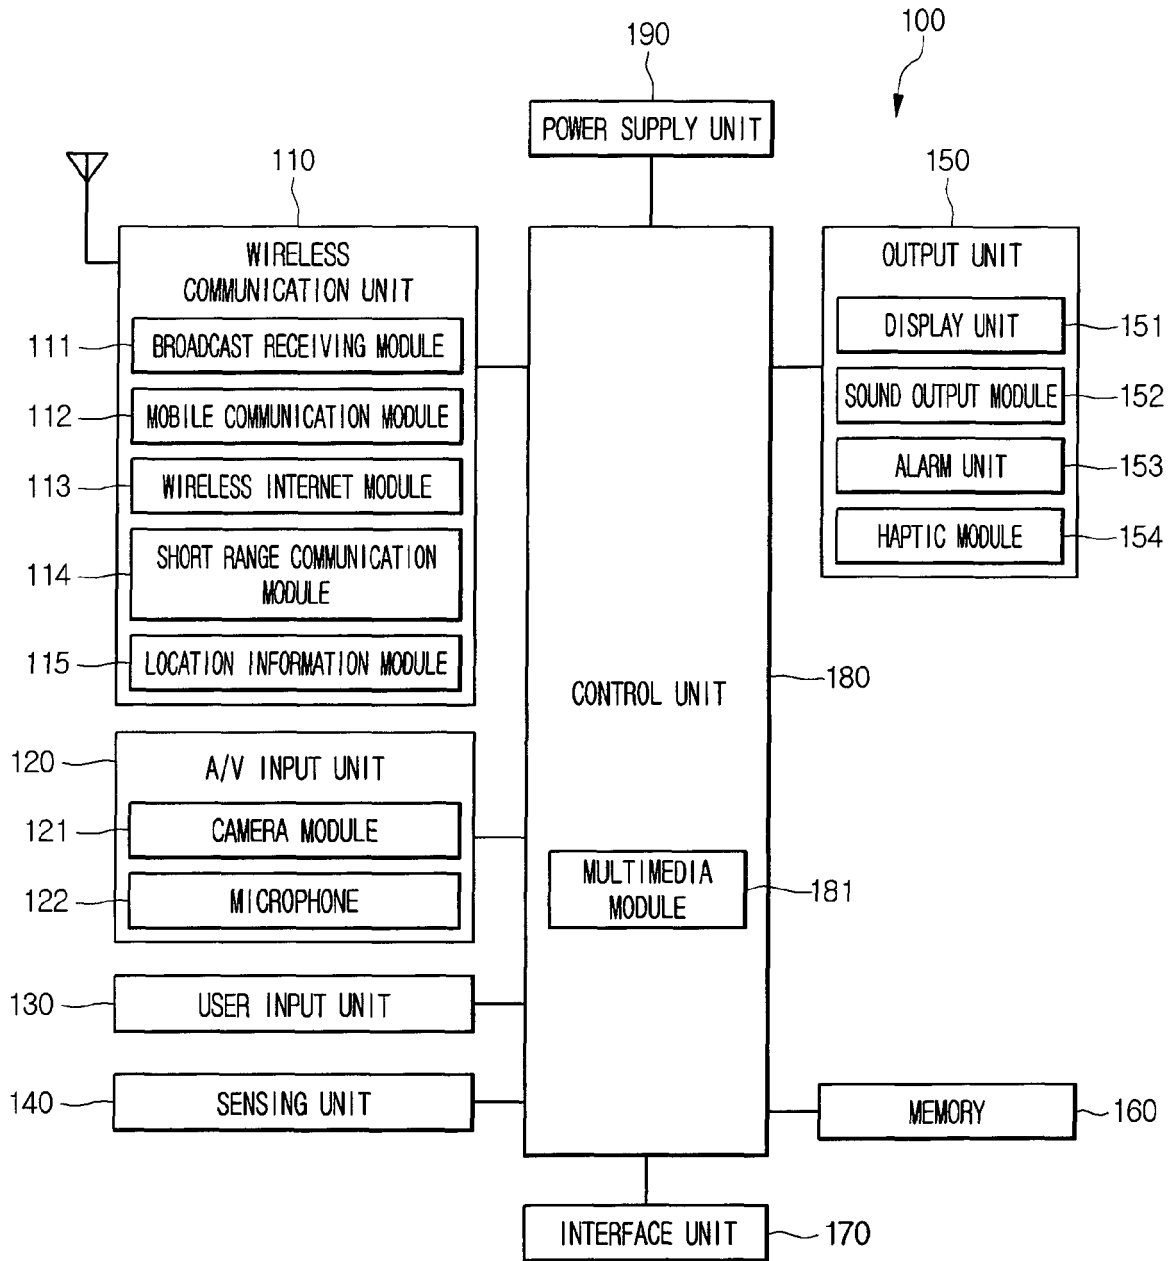 100
190
POWER SUPPLY UNIT
110
WIRELESS
COMMUNICATION UNIT
111
BROADCAST RECEIVING MODULE
112
MOBILE COMMUNICATION MODULE
113
WIRELESS INTERNET MODULE
114
SHORT RANGE COMMUNICATION
MODULE
115
LOCATION INFORMATION MODULE
120
A/V INPUT UNIT
121
CAMERA MODULE
122
MICROPHONE
130
USER INPUT UNIT
140
SENSING UNIT
CONTROL UNIT
180
MULTIMEDIA
MODULE
181
150
OUTPUT UNIT
DISPLAY UNIT
151
SOUND OUTPUT MODULE
152
ALARM UNIT
153
HAPTIC MODULE
154
MEMORY
160
INTERFACE UNIT
170